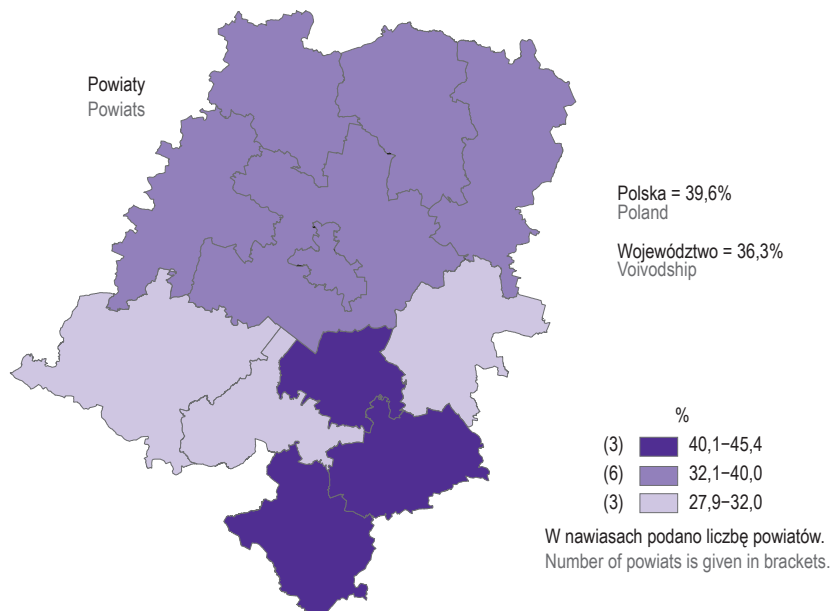 Powiaty
Powiats
Polska = 39,6%
Poland
Województwo = 36,3%
Voivodship
%
(3) 40,1−45,4
(6) 32,1−40,0
(3) 27,9−32,0
W nawiasach podano liczbę powiatów.
Number of powiats is given in brackets.